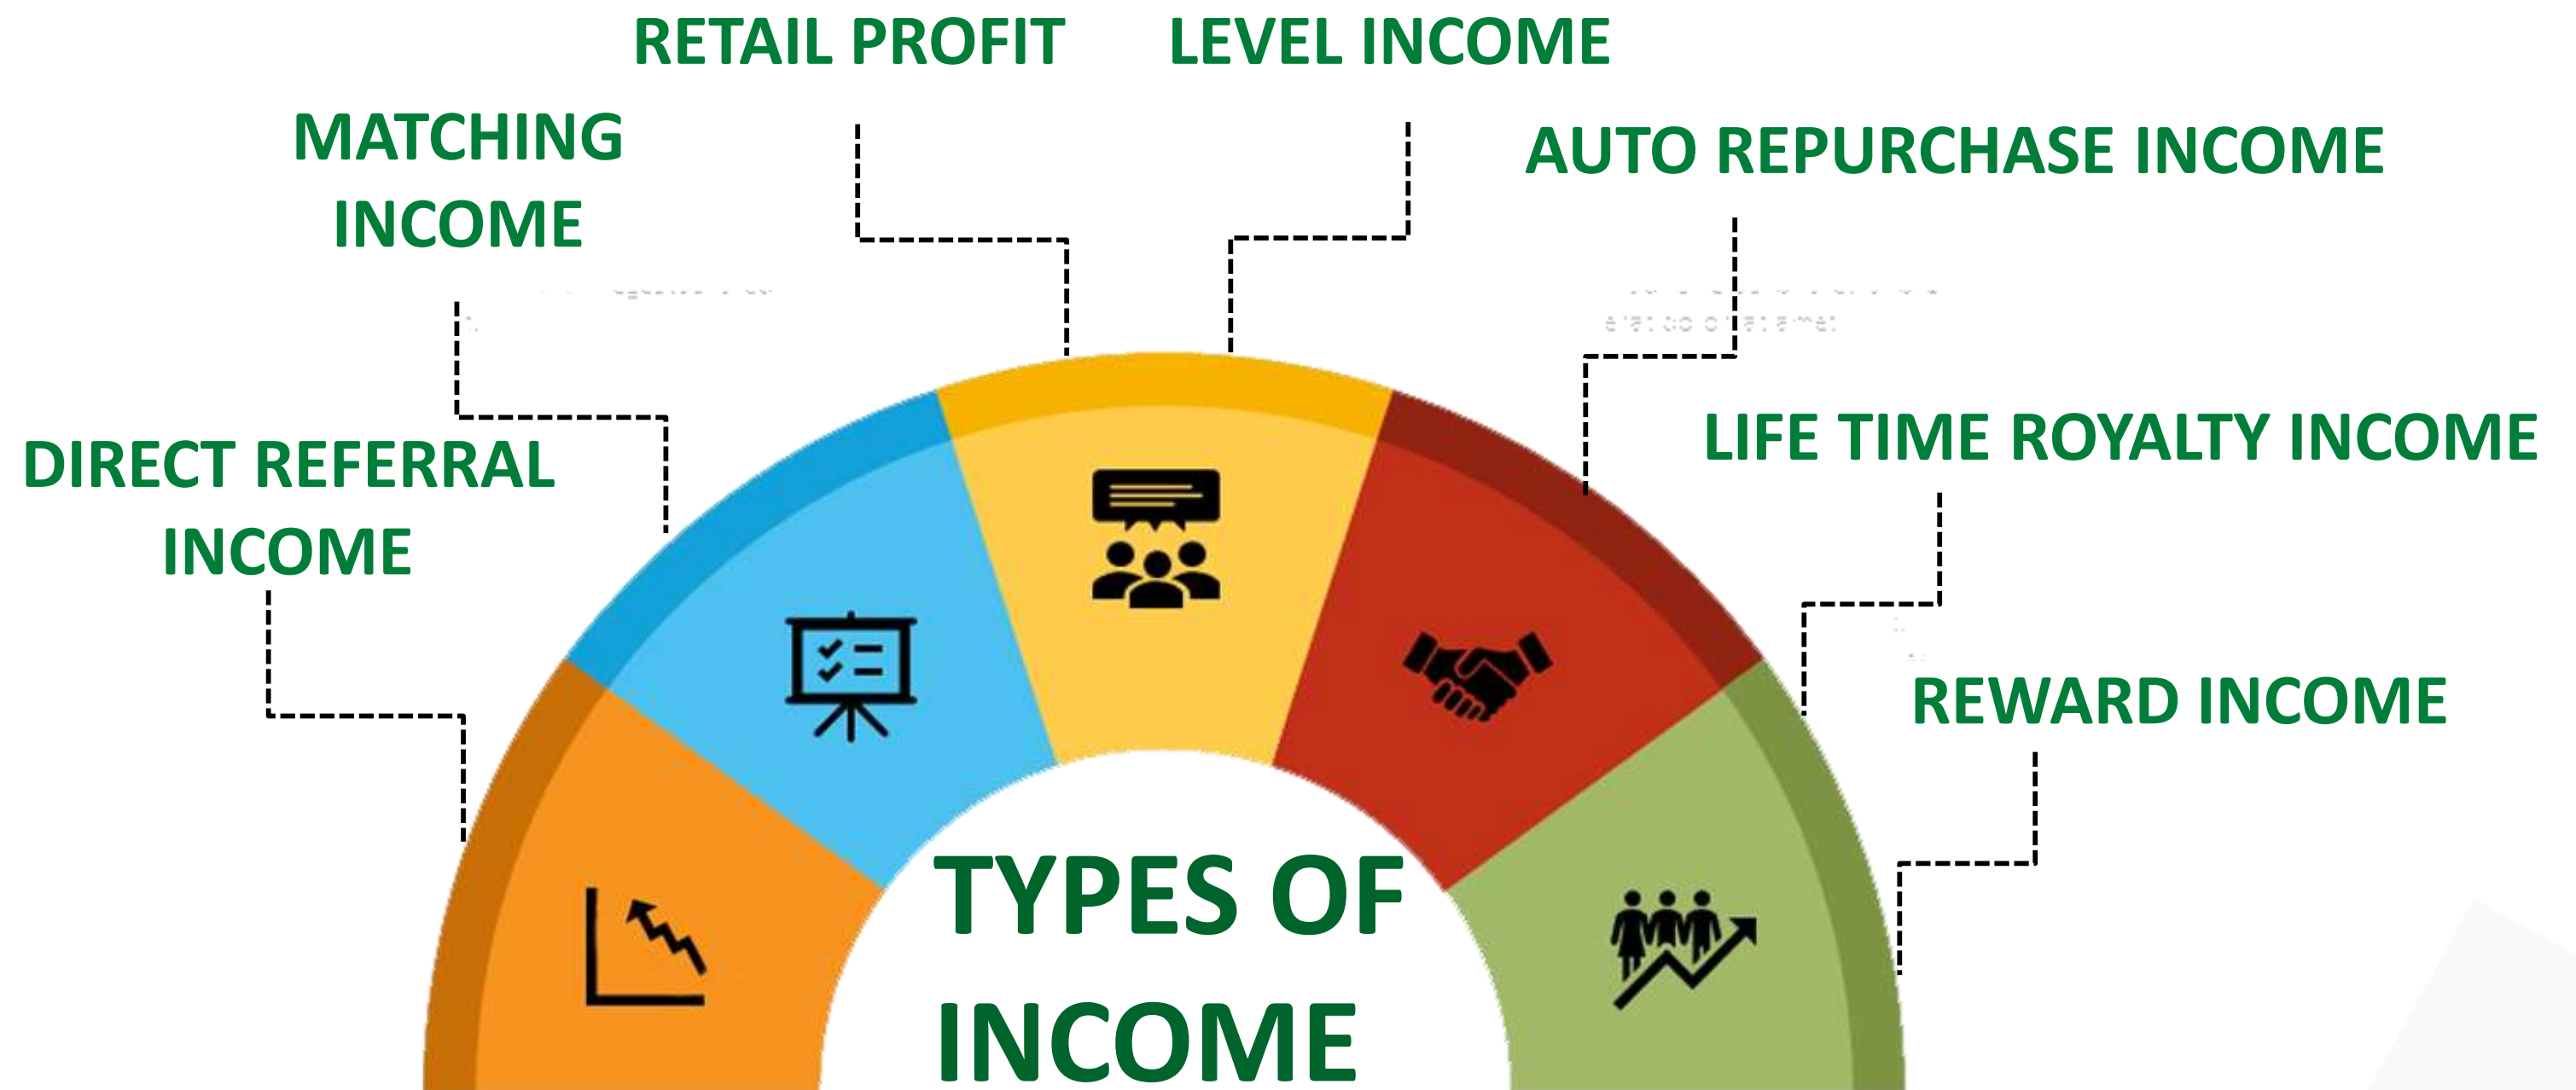 RETAIL PROFIT
LEVEL INCOME
MATCHING
INCOME
AUTO REPURCHASE INCOME
DIRECT REFERRAL
INCOME
LIFE TIME ROYALTY INCOME
REWARD INCOME
TYPES OF
INCOME